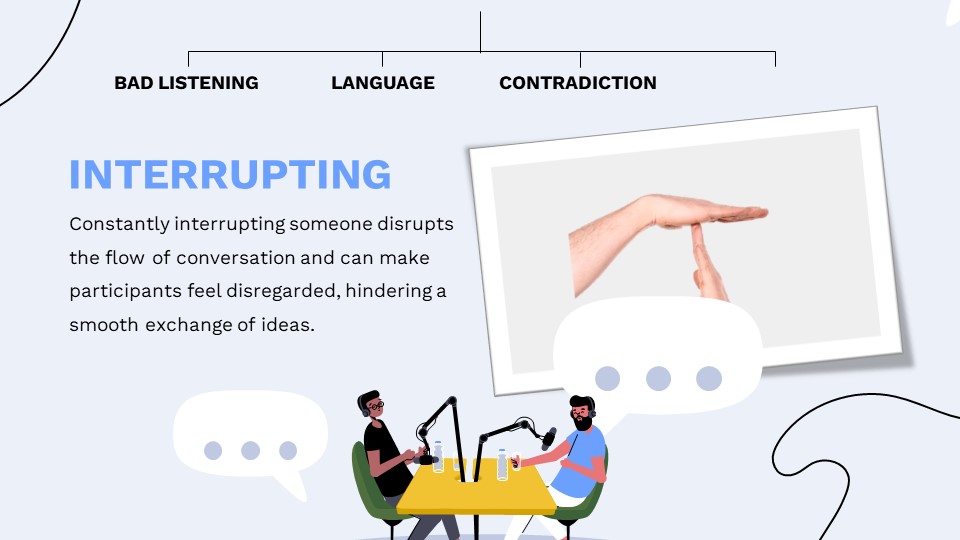 BAD LISTENING
LANGUAGE
CONTRADICTION
INTERRUPTING
Constantly interrupting someone disrupts
the flow of conversation and can make
participants feel disregarded, hindering a
smooth exchange of ideas.